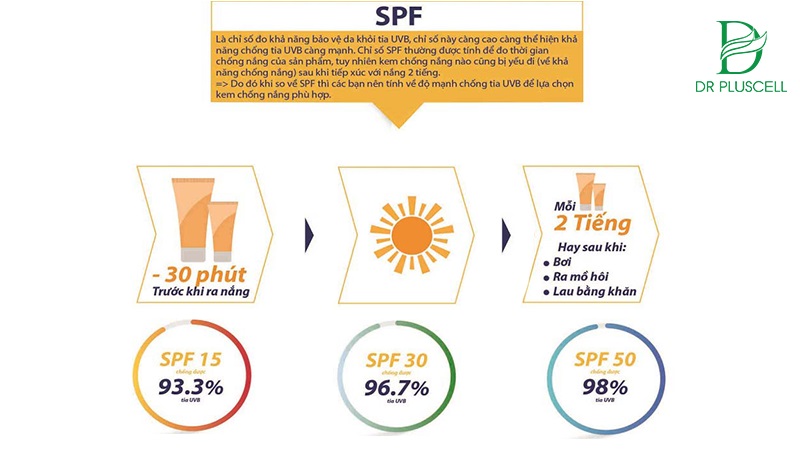 SPF
Là chỉ số đo khả năng bảo vệ da khỏi tia UVB, chỉ số này càng cao càng thể hiện khả
năng chống tia UVB càng mạnh. Chỉ số SPF thường được tính để đo thời gian
chống nắng của sản phẩm, tuy nhiên kem chống nắng nào cũng bị yếu đi (về khả
năng chống nắng) sau khi tiếp xúc với nắng 2 tiếng.
=> Do đó khi so về SPF thì các bạn nên tính về độ mạnh chống tia UVB để lựa chọn
kem chống nắng phù hợp.
DR PLUSCELL
- 30 phút
Trước khi ra nắng
Mỗi
2 Tiếng
Hay sau khi:
• Bơi
• Ra mồ hôi
• Lau bằng khăn
SPF 15
chống được
93.3%
tia UVB
SPF 30
chống được
96.7%
tia UVB
SPF 50
chống được
98%
tia UVB